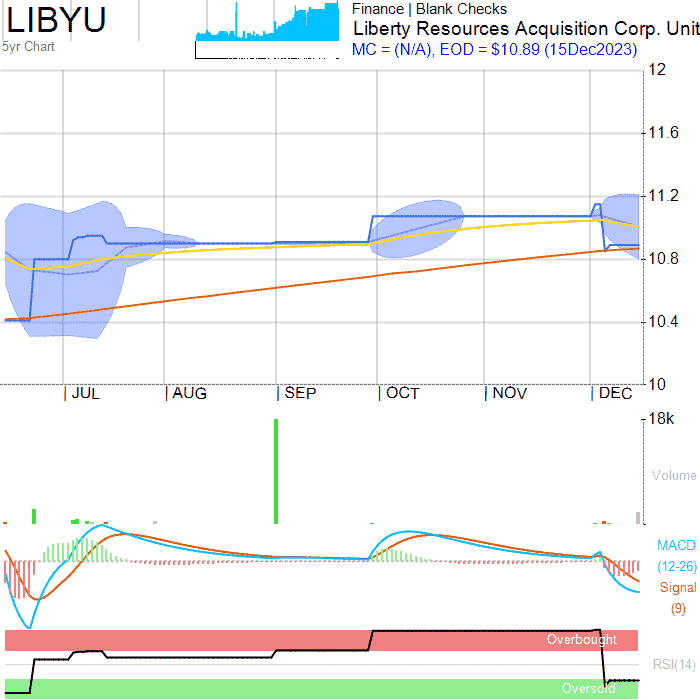 LIBYU
5yr Chart
Finance | Blank Checks
Liberty Resources Acquisition Corp. Unit
MC = (N/A), EOD = $10.89 (15Dec2023)
12
11.6
11.2
10.8
10.4
10
JUL AUG SEP OCT NOV DEC
18k
Volume
MACD
(12-26)
Signal
(9)
Overbought
RSI(14)
Oversold